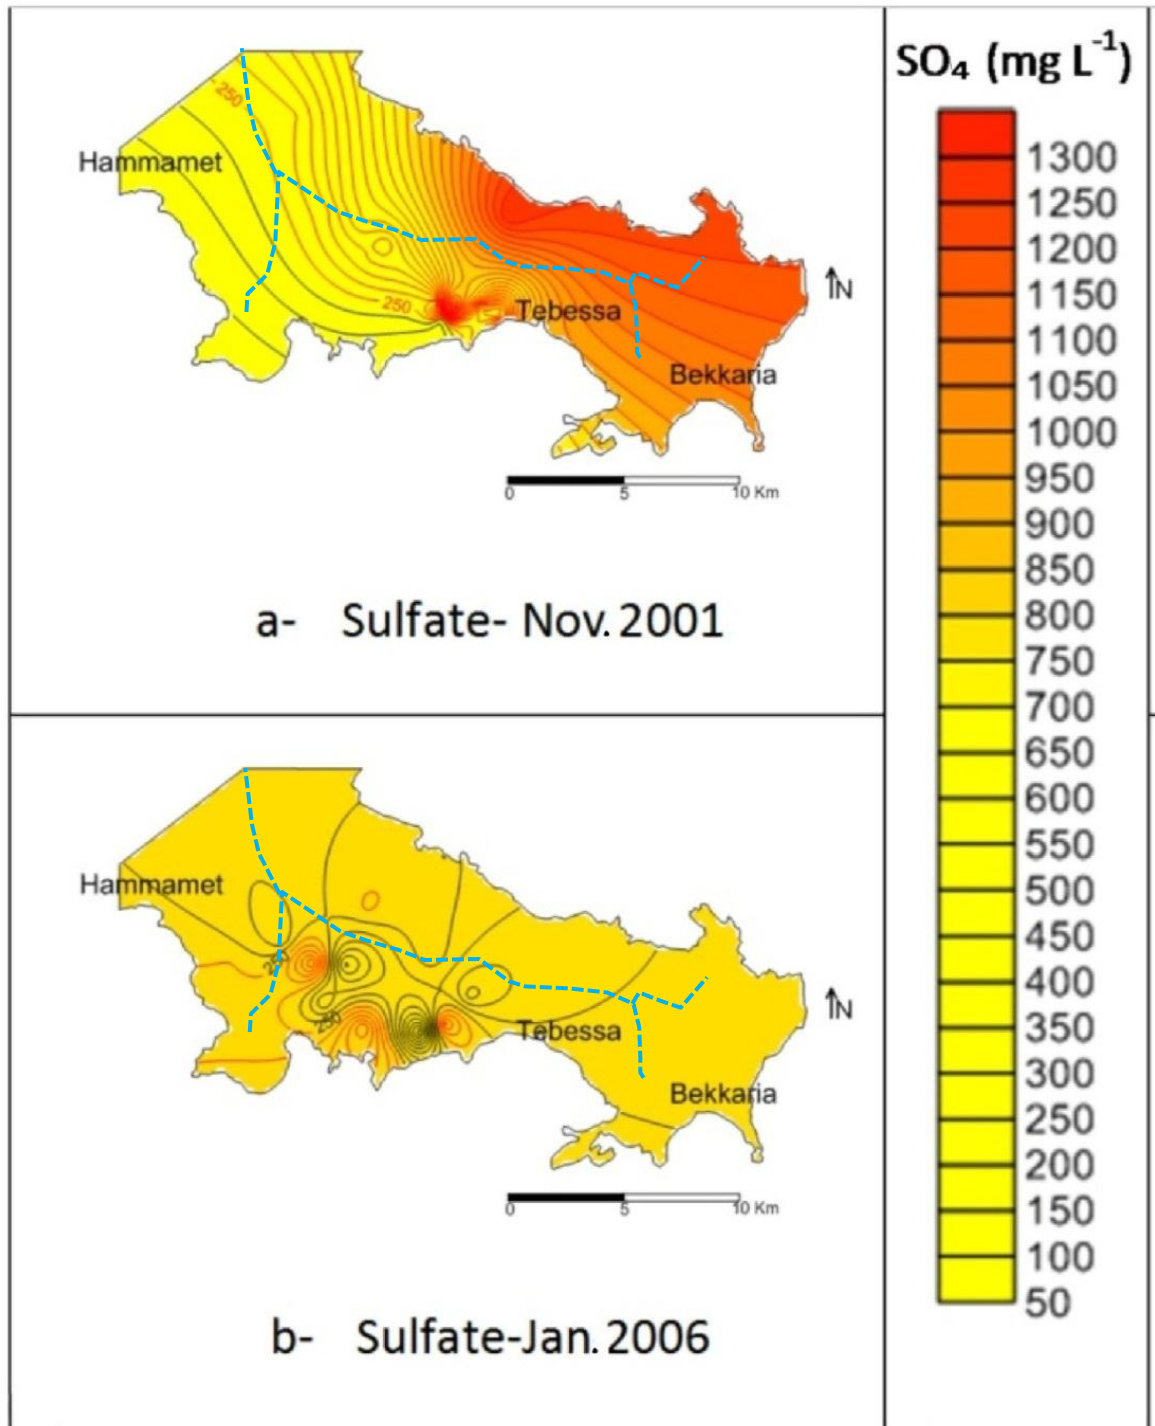 SO₄ (mg L⁻¹)
250
Hammamet
250
Tebessa
Bekkaria
N
0 5 10 Km
a- Sulfate- Nov. 2001
Hammamet
250
250
Tebessa
Bekkaria
N
0 5 10 Km
b- Sulfate-Jan. 2006
1300
1250
1200
1150
1100
1050
1000
950
900
850
800
750
700
650
600
550
500
450
400
350
300
250
200
150
100
50